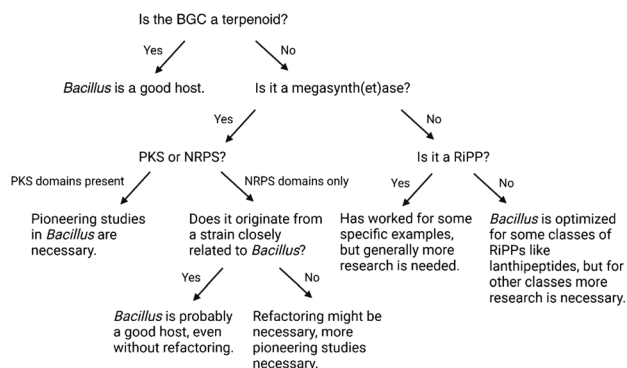 Is the BGC a terpenoid?
Yes
No
Bacillus is a good host.
Is it a megasynth(et)ase?
Yes
No
PKS or NRPS?
Is it a RiPP?
PKS domains present
NRPS domains only
Yes
No
Pioneering studies
in Bacillus are
necessary.
Does it originate from
a strain closely
related to Bacillus?
Has worked for some
specific examples,
but generally more
research is needed.
Bacillus is optimized
for some classes of
RiPPs like
lanthipeptides, but for
other classes more
research is necessary.
Yes
No
Bacillus is probably
a good host, even
without refactoring.
Refactoring might be
necessary, more
pioneering studies
necessary.